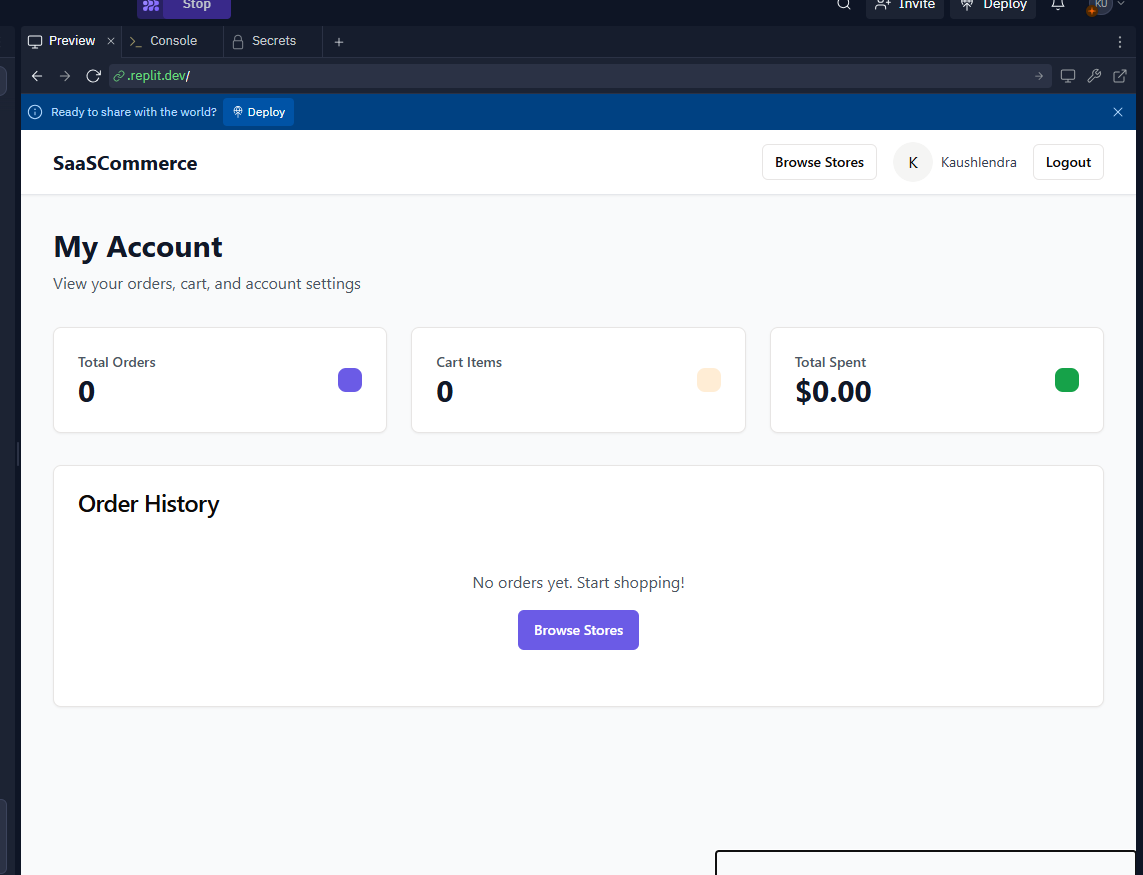 Stop
Invite
Deploy
KU
Preview
Console
Secrets
.replit.dev/
Ready to share with the world?
Deploy
SaaSCommerce
Browse Stores
K
Kaushlendra
Logout
My Account
View your orders, cart, and account settings
Total Orders
0
Cart Items
0
Total Spent
$0.00
Order History
No orders yet. Start shopping!
Browse Stores